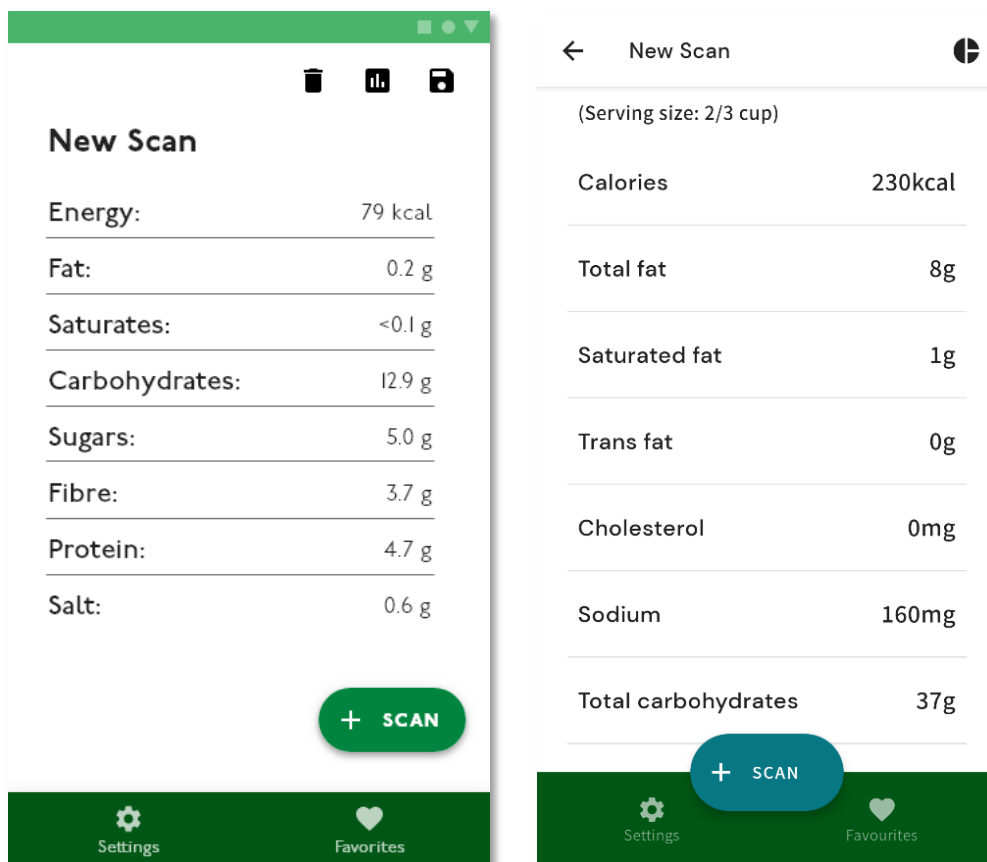 New Scan
Energy: 79 kcal
Fat: 0.2 g
Saturates: <0.1 g
Carbohydrates: 12.9 g
Sugars: 5.0 g
Fibre: 3.7 g
Protein: 4.7 g
Salt: 0.6 g
+ SCAN
Settings Favorites
New Scan
(Serving size: 2/3 cup)
Calories 230kcal
Total fat 8g
Saturated fat 1g
Trans fat 0g
Cholesterol 0mg
Sodium 160mg
Total carbohydrates 37g
+ SCAN
Settings Favourites